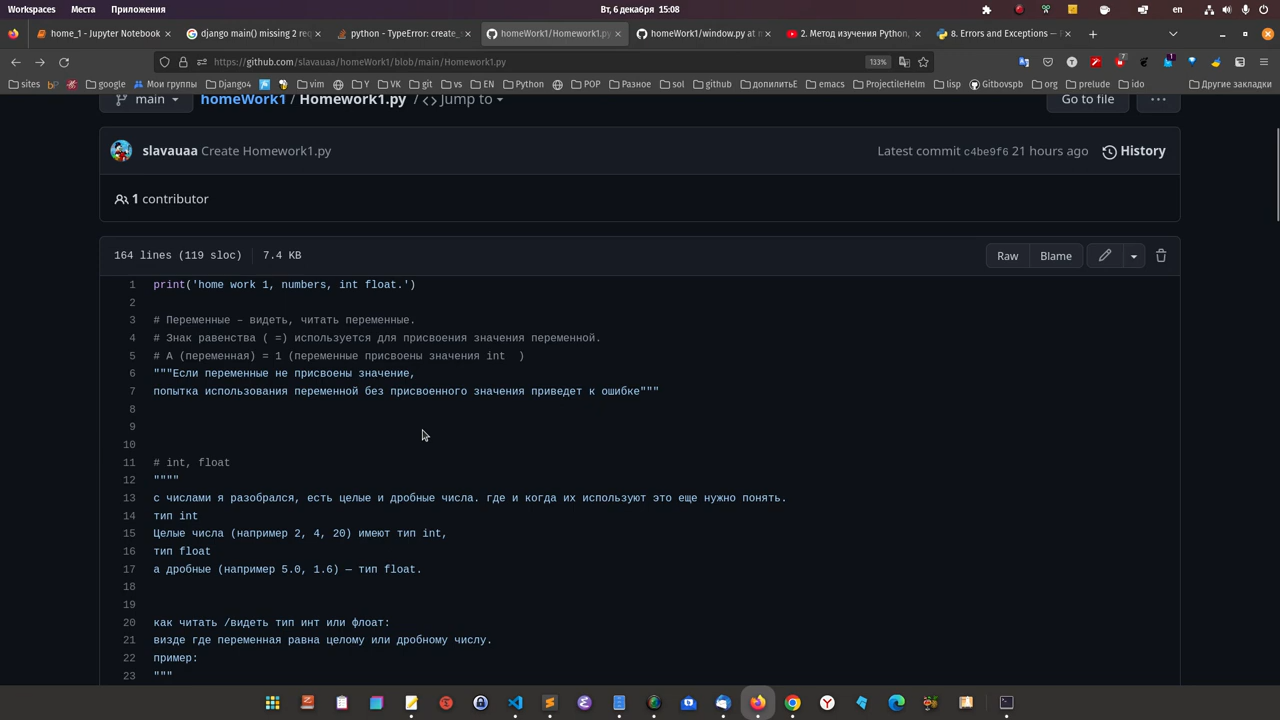 Workspaces Места Приложения Вт, 6 декабря 15:08 en
home_1 - Jupyter Notebook × django main() missing 2 req × python - TypeError: create_s × homeWork1/Homework1.py × homeWork1/window.py at m × 2. Метод изучения Python, × 8. Errors and Exceptions — P ×
https://github.com/slavauaa/homeWork1/blob/main/Homework1.py 133%
sites Bp google Мои группы Django4 vim Y VK git vs EN Python POP Разное sol github допилитьЕ emacs ProjectileHelm lisp Gitbovspb org prelude ido Другие закладки
main homeWork1 / Homework1.py / <> Jump to Go to file ...
slavauaa Create Homework1.py Latest commit c4be9f6 21 hours ago History
1 contributor
164 lines (119 sloc) 7.4 KB Raw Blame
1 print('home work 1, numbers, int float.')
2
3 # Переменные – видеть, читать переменные.
4 # Знак равенства ( =) используется для присвоения значения переменной.
5 # А (переменная) = 1 (переменные присвоены значения int  )
6 """Если переменные не присвоены значение,
7 попытка использования переменной без присвоенного значения приведет к ошибке"""
8
9
10
11 # int, float
12 """"
13 с числами я разобрался, есть целые и дробные числа. где и когда их используют это еще нужно понять.
14 тип int
15 Целые числа (например 2, 4, 20) имеют тип int,
16 тип float
17 а дробные (например 5.0, 1.6) — тип float.
18
19
20 как читать /видеть тип инт или флоат:
21 визде где переменная равна целому или дробному числу.
22 пример:
23 """